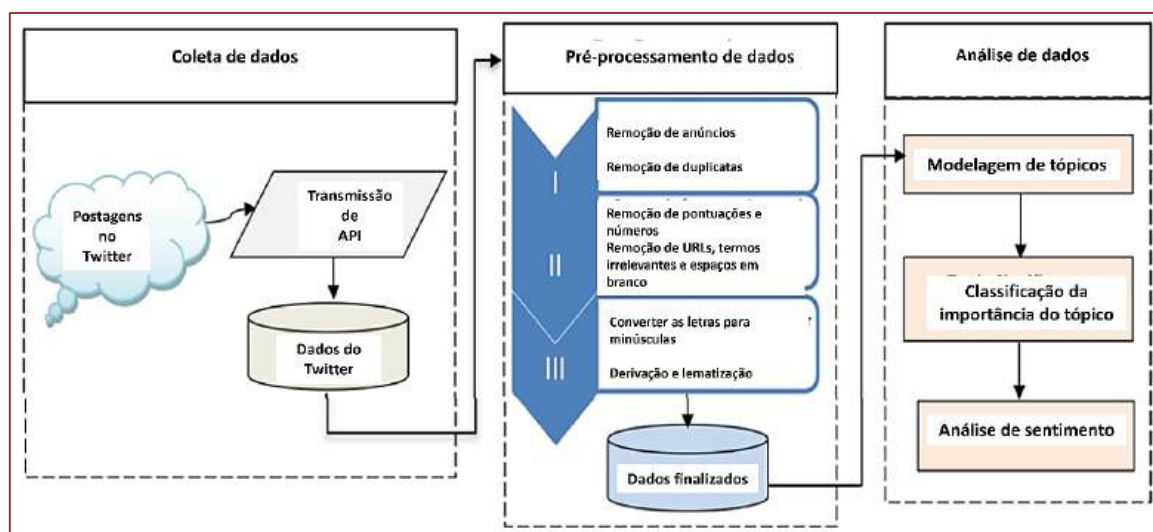 Coleta de dados
Postagens
no
Twitter
Transmissão
de
API
Dados do
Twitter
Pré-processamento de dados
I
Remoção de anúncios
Remoção de duplicatas
II
Remoção de pontuações e
números
Remoção de URLs, termos
irrelevantes e espaços em
branco
III
Converter as letras para
minúsculas
Derivação e lematização
Dados finalizados
Análise de dados
Modelagem de tópicos
Classificação da
importância do tópico
Análise de sentimento